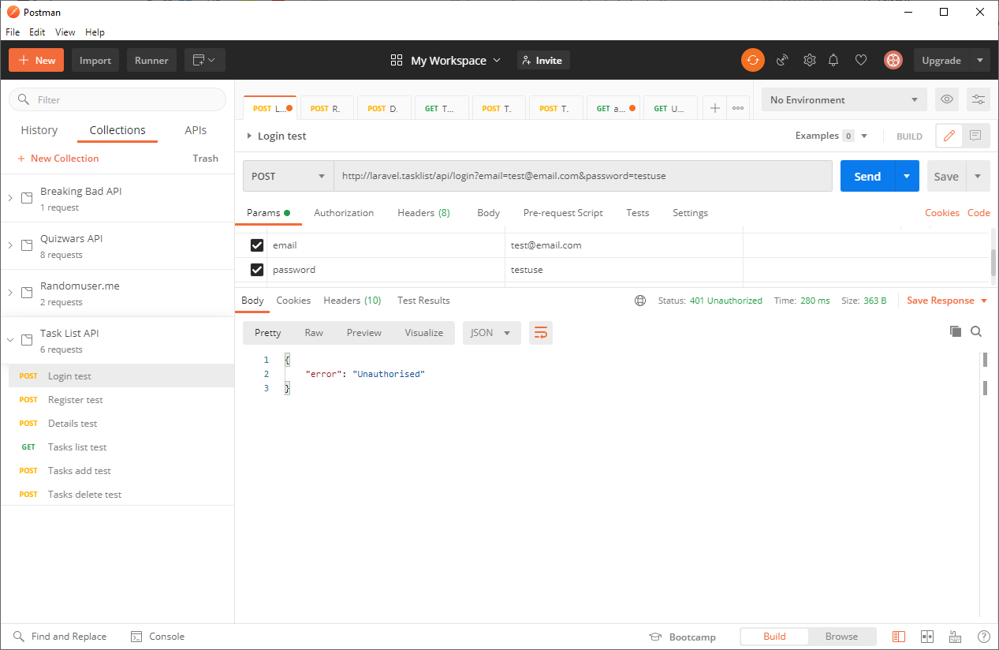 Postman
File Edit View Help
New Import Runner My Workspace Invite Upgrade
Filter
History Collections APIs
New Collection Trash
Breaking Bad API
1 request
Quizwars API
8 requests
Randomuser.me
2 requests
Task List API
6 requests
POST Login test
POST Register test
POST Details test
GET Tasks list test
POST Tasks add test
POST Tasks delete test
POST L... POST R. POST D. GET T... POST T. POST T. GET a... GET U...
No Environment
Login test Examples 0 BUILD
POST http://laravel.tasklist/api/login?email=test@email.com&password=testuse Send Save
Params Authorization Headers (8) Body Pre-request Script Tests Settings Cookies Code
email test@email.com
password testuse
Body Cookies Headers (10) Test Results Status: 401 Unauthorized Time: 280 ms Size: 363 B Save Response
Pretty Raw Preview Visualize JSON
1 {
2 "error": "Unauthorised"
3 }
Find and Replace Console Bootcamp Build Browse